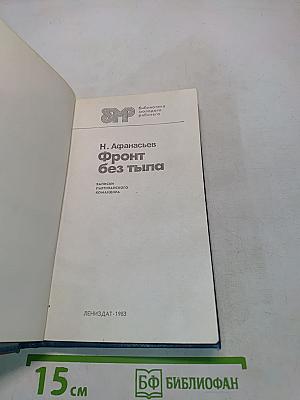 БМР
библиотека
молодого
рабочего
Н. Афанасьев
Фронт
без тыла
ЗАПИСКИ
ПАРТИЗАНСКОГО
КОМАНДИРА
ЛЕНИЗДАТ·1983
15 см
БФ БИБЛИОФАН